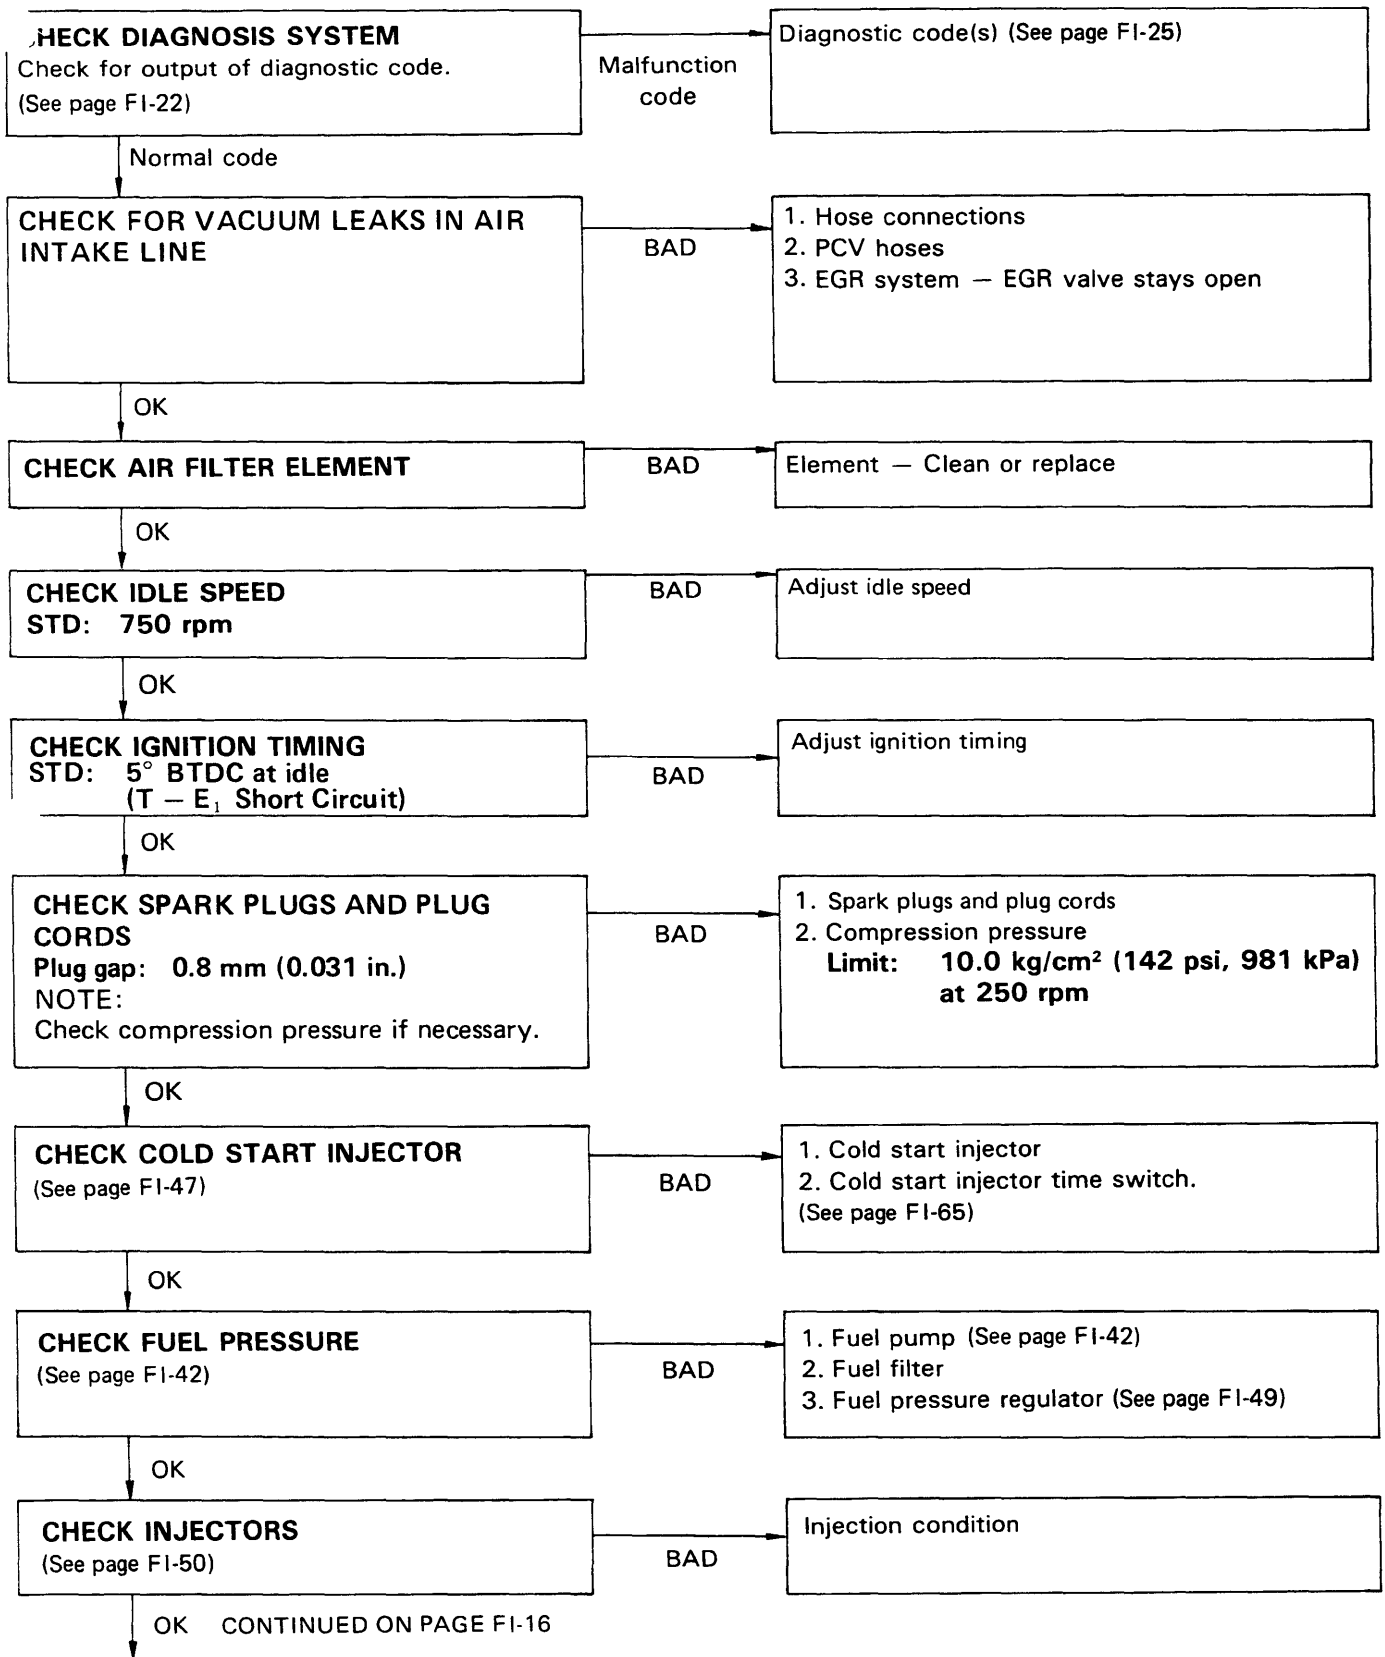 HECK DIAGNOSIS SYSTEM
Check for output of diagnostic code.
(See page FI-22)
Malfunction
code
Diagnostic code(s) (See page FI-25)
Normal code
CHECK FOR VACUUM LEAKS IN AIR
INTAKE LINE
BAD
1. Hose connections
2. PCV hoses
3. EGR system — EGR valve stays open
OK
CHECK AIR FILTER ELEMENT
BAD
Element — Clean or replace
OK
CHECK IDLE SPEED
STD: 750 rpm
BAD
Adjust idle speed
OK
CHECK IGNITION TIMING
STD: 5° BTDC at idle
(T — E₁ Short Circuit)
BAD
Adjust ignition timing
OK
CHECK SPARK PLUGS AND PLUG
CORDS
Plug gap: 0.8 mm (0.031 in.)
NOTE:
Check compression pressure if necessary.
BAD
1. Spark plugs and plug cords
2. Compression pressure
Limit: 10.0 kg/cm² (142 psi, 981 kPa)
at 250 rpm
OK
CHECK COLD START INJECTOR
(See page FI-47)
BAD
1. Cold start injector
2. Cold start injector time switch.
(See page FI-65)
OK
CHECK FUEL PRESSURE
(See page FI-42)
BAD
1. Fuel pump (See page FI-42)
2. Fuel filter
3. Fuel pressure regulator (See page FI-49)
OK
CHECK INJECTORS
(See page FI-50)
BAD
Injection condition
OK CONTINUED ON PAGE FI-16